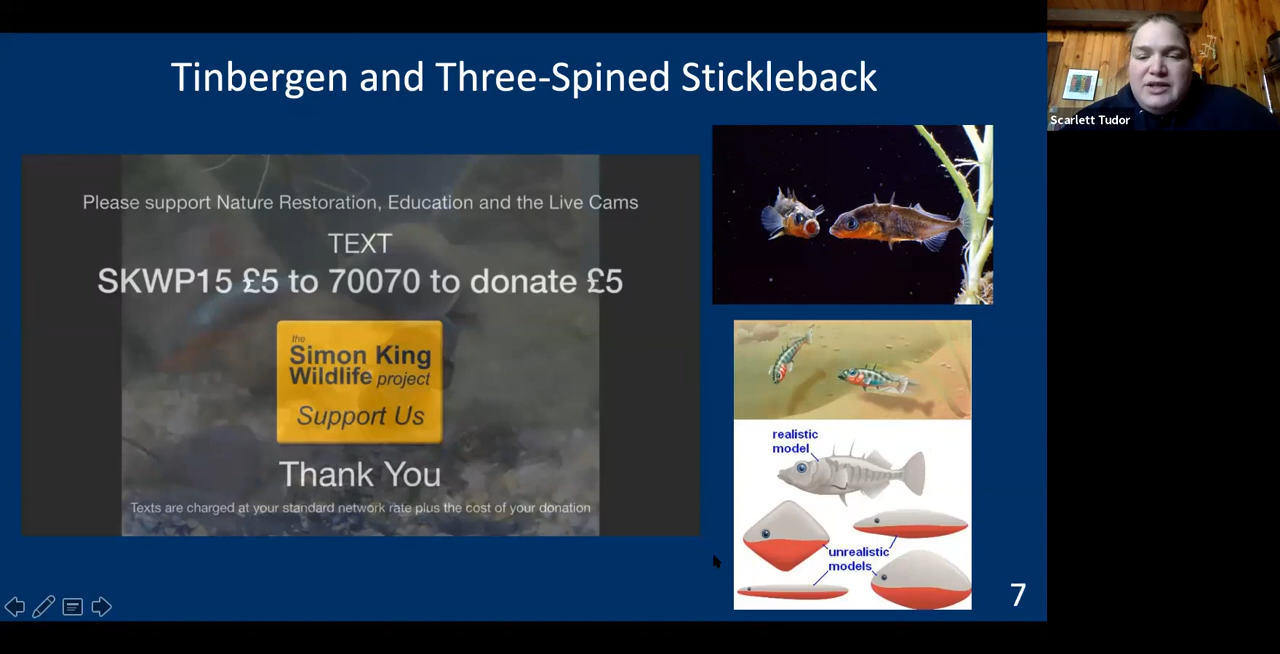 Tinbergen and Three-Spined Stickleback
Please support Nature Restoration, Education and the Live Cams
TEXT
SKWP15 £5 to 70070 to donate £5
the
Simon King
Wildlife project
Support Us
Thank You
Texts are charged at your standard network rate plus the cost of your donation
realistic
model
unrealistic
models
7
Scarlett Tudor